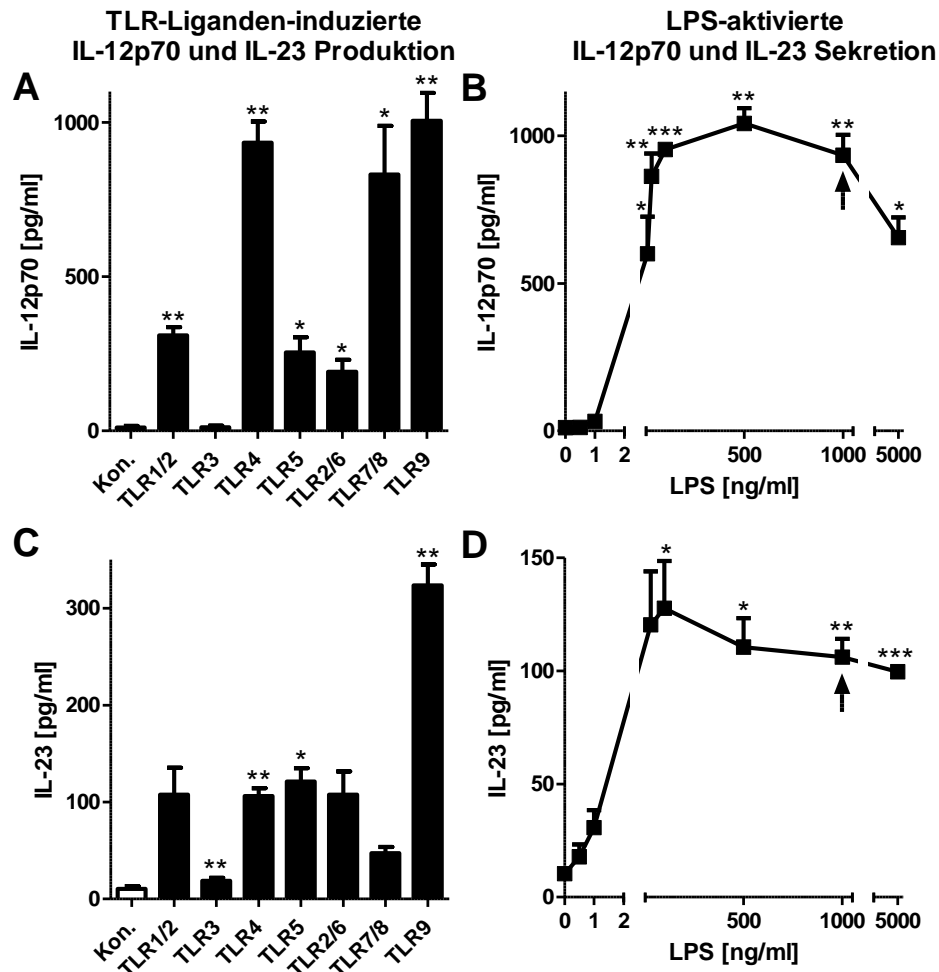 TLR-Liganden-induzierte
IL-12p70 und IL-23 Produktion
LPS-aktivierte
IL-12p70 und IL-23 Sekretion
A
IL-12p70 [pg/ml]
1000
500
0
**
**
*
*
*
**
Kon.
TLR1/2
TLR3
TLR4
TLR5
TLR2/6
TLR7/8
TLR9
B
IL-12p70 [pg/ml]
1000
500
0
*
**
***
**
**
*
0 1 2 500 1000 5000
LPS [ng/ml]
C
IL-23 [pg/ml]
300
200
100
0
**
**
*
**
Kon.
TLR1/2
TLR3
TLR4
TLR5
TLR2/6
TLR7/8
TLR9
D
IL-23 [pg/ml]
150
100
50
0
*
*
**
***
0 1 2 500 1000 5000
LPS [ng/ml]